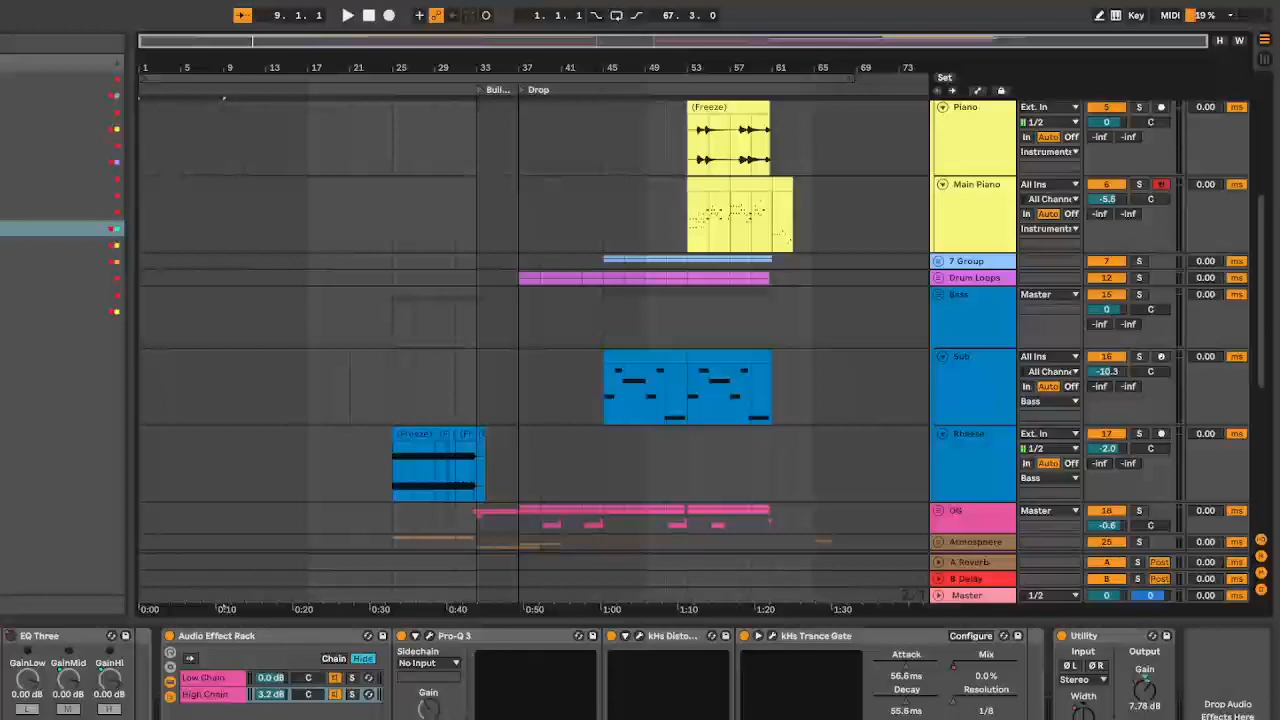 9. 1. 1
1. 1. 1
67. 3. 0
Key
MIDI
19 %
H
W
1
5
9
13
17
21
25
29
33
37
41
45
49
53
57
61
65
69
73
Set
Buil...
Drop
(Freeze)
Piano
Ext. In
5
S
0.00
ms
1/2
0
C
In
Auto
Off
-inf
-inf
Instruments
Main Piano
All Ins
6
S
0.00
ms
All Chann
-5.5
C
In
Auto
Off
-inf
-inf
Instruments
7 Group
7
S
0.00
ms
Drum Loops
12
S
0.00
ms
Bass
Master
15
S
0.00
ms
0
C
-inf
-inf
Sub
All Ins
16
S
0.00
ms
All Chann
-10.3
C
In
Auto
Off
-inf
-inf
Bass
(Freeze)
(F
(Fr
Rheese
Ext. In
17
S
0.00
ms
1/2
-2.0
C
In
Auto
Off
-inf
-inf
Bass
Master
18
S
0.00
ms
-0.6
C
Atmosphere
25
S
0.00
ms
A Reverb
A
S
Post
0.00
ms
B Delay
B
S
Post
0.00
ms
2/1
Master
1/2
0
0
0.00
ms
0:00
0:10
0:20
0:30
0:40
0:50
1:00
1:10
1:20
1:30
EQ Three
GainLow
GainMid
GainHi
0.00 dB
0.00 dB
0.00 dB
L
M
H
Audio Effect Rack
Chain
Hide
Low Chain
0.0 dB
C
S
High Chain
3.2 dB
C
S
Pro-Q 3
Sidechain
No Input
Gain
kHs Disto...
kHs Trance Gate
Configure
Attack
Mix
56.6ms
0.0%
Decay
Resolution
55.6ms
1/8
Utility
Input
Output
Ø L
Ø R
Gain
Stereo
Width
7.78 dB
Drop Audio
Effects Here